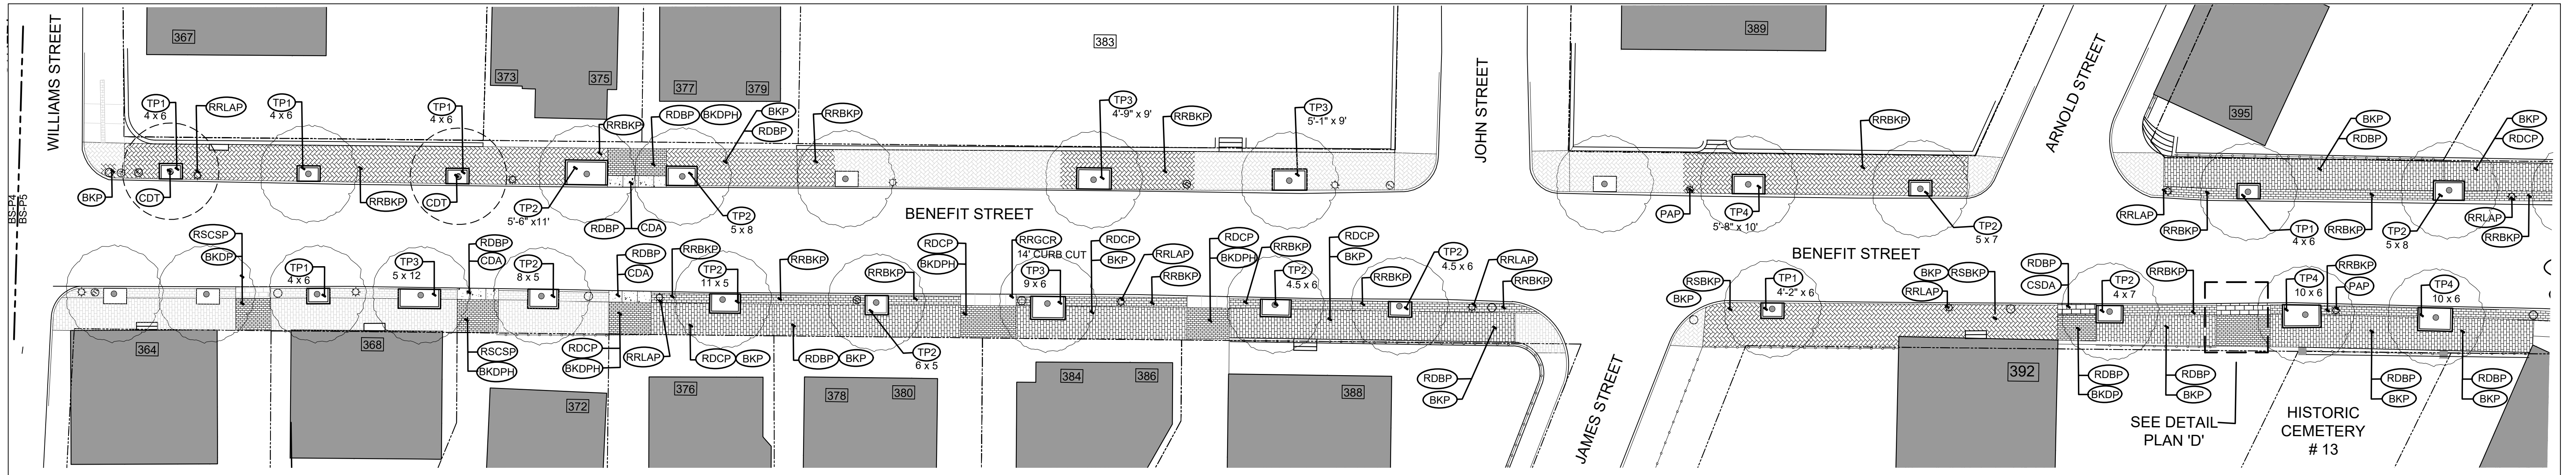 367
373
375
377
379
383
389
395
WILLIAMS STREET
JOHN STREET
ARNOLD STREET
BS-P4
BS-P5
TP1
4 x 6
RRLAP
TP1
4 x 6
TP1
4 x 6
RRBKP
RDBP
BKDPH
BKP
RDBP
RRBKP
TP3
4'-9" x 9'
RRBKP
TP3
5'-1" x 9'
RRBKP
BKP
RDBP
BKP
RDCP
BKP
CDT
RRBKP
CDT
TP2
5'-6" x11'
RDBP
CDA
TP2
5 x 8
BENEFIT STREET
PAP
TP4
5'-8" x 10'
TP2
5 x 7
RRLAP
RRBKP
TP1
4 x 6
RRBKP
TP2
5 x 8
RRLAP
RRBKP
RSCSP
BKDP
TP1
4 x 6
TP3
5 x 12
RDBP
CDA
TP2
8 x 5
RDBP
CDA
RRBKP
TP2
11 x 5
RRBKP
RRBKP
RDCP
BKDPH
RRGCR
14' CURB CUT
TP3
9 x 6
RDCP
BKP
RRLAP
RRBKP
RDCP
BKDPH
RRBKP
TP2
4.5 x 6
RDCP
BKP
RRBKP
TP2
4.5 x 6
RRLAP
RRBKP
BENEFIT STREET
RSBKP
BKP
TP1
4'-2" x 6
BKP
RSBKP
RRLAP
RDBP
CSDA
TP2
4 x 7
RRBKP
TP4
10 x 6
RRBKP
PAP
TP4
10 x 6
364
368
RSCSP
BKDPH
RDCP
BKDPH
RRLAP
RDCP
BKP
RDBP
BKP
TP2
6 x 5
372
376
378
380
384
386
388
RDBP
BKP
JAMES STREET
392
RDBP
BKDP
RDBP
BKP
SEE DETAIL
PLAN 'D'
HISTORIC
CEMETERY
# 13
RDBP
BKP
RDBP
BKP